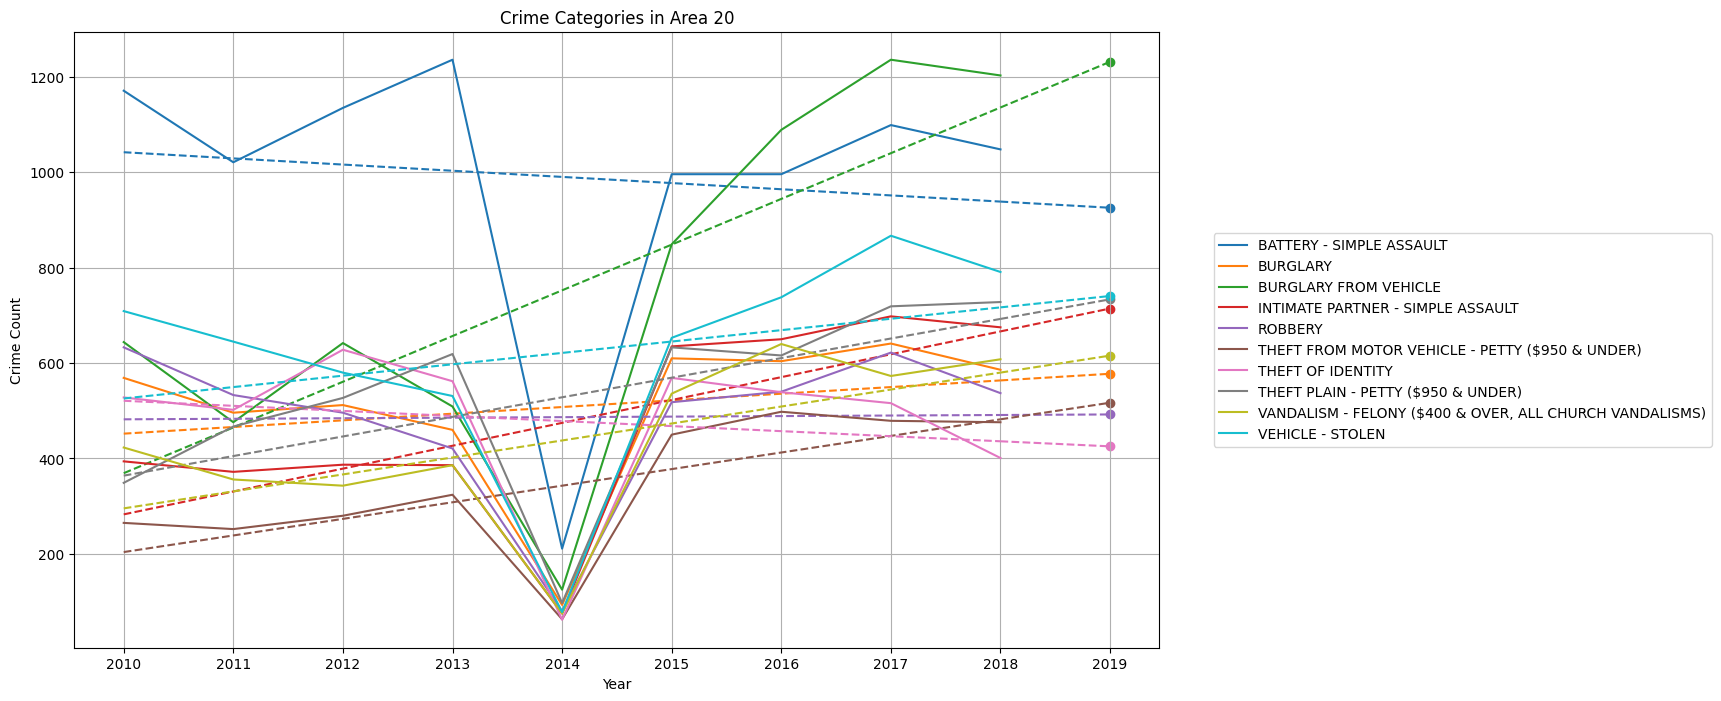 Crime Categories in Area 20
1200
1000
800
600
400
200
Crime Count
2010 2011 2012 2013 2014 2015 2016 2017 2018 2019
Year
BATTERY - SIMPLE ASSAULT
BURGLARY
BURGLARY FROM VEHICLE
INTIMATE PARTNER - SIMPLE ASSAULT
ROBBERY
THEFT FROM MOTOR VEHICLE - PETTY ($950 & UNDER)
THEFT OF IDENTITY
THEFT PLAIN - PETTY ($950 & UNDER)
VANDALISM - FELONY ($400 & OVER, ALL CHURCH VANDALISMS)
VEHICLE - STOLEN